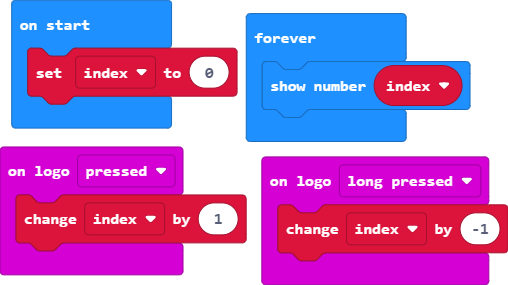 on start
set index to 0
forever
show number index
on logo pressed
change index by 1
on logo long pressed
change index by -1